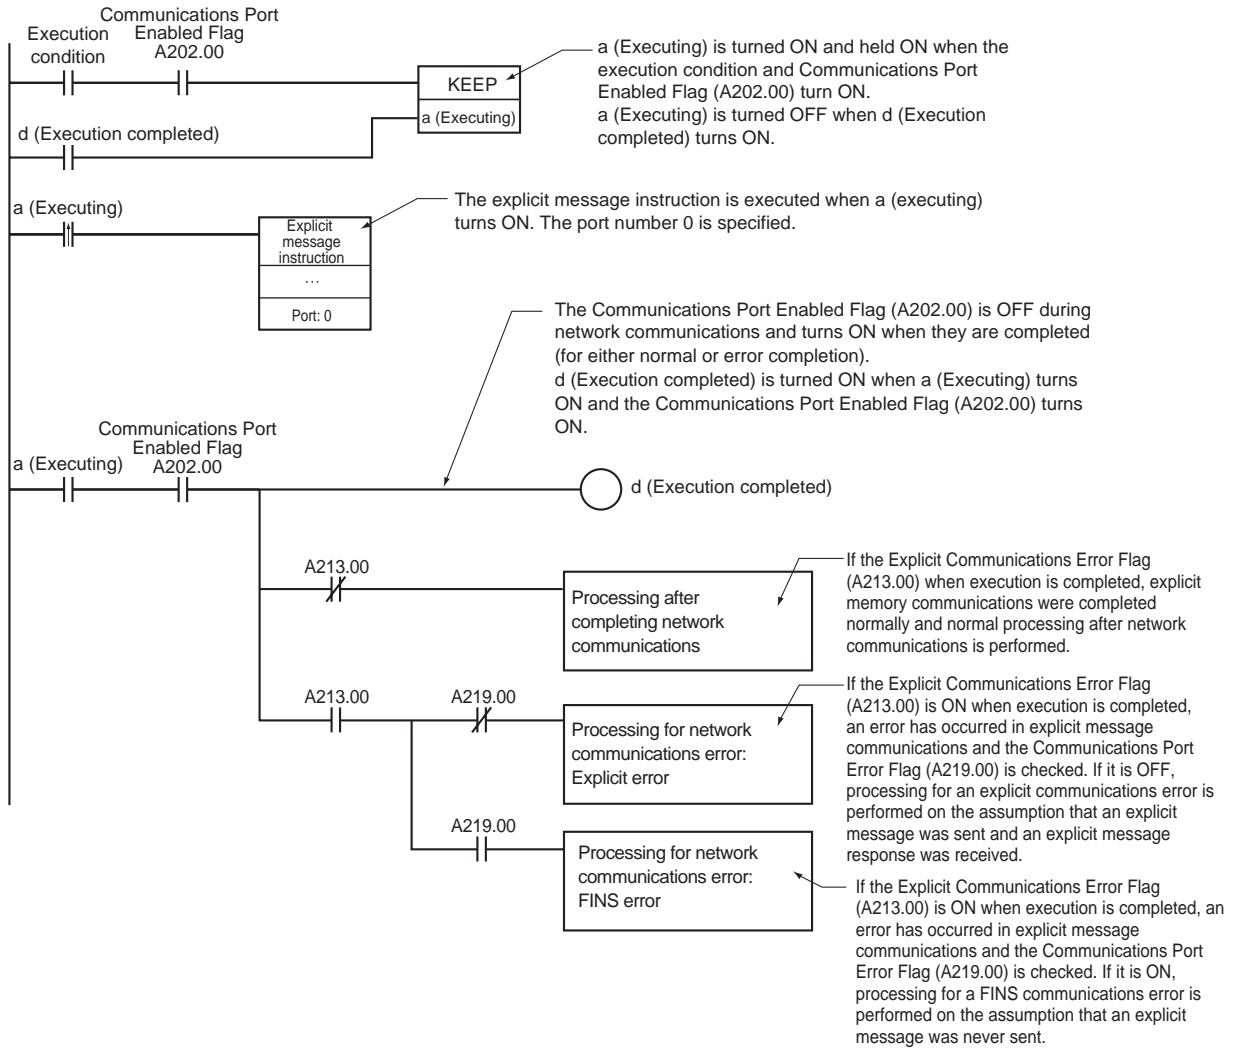 Communications Port
Enabled Flag
A202.00
Execution
condition
KEEP
a (Executing)
d (Execution completed)
a (Executing) is turned ON and held ON when the
execution condition and Communications Port
Enabled Flag (A202.00) turn ON.
a (Executing) is turned OFF when d (Execution
completed) turns ON.
a (Executing)
Explicit
message
instruction
...
Port: 0
The explicit message instruction is executed when a (executing)
turns ON. The port number 0 is specified.
The Communications Port Enabled Flag (A202.00) is OFF during
network communications and turns ON when they are completed
(for either normal or error completion).
d (Execution completed) is turned ON when a (Executing) turns
ON and the Communications Port Enabled Flag (A202.00) turns
ON.
Communications Port
Enabled Flag
A202.00
a (Executing)
d (Execution completed)
A213.00
Processing after
completing network
communications
If the Explicit Communications Error Flag
(A213.00) when execution is completed, explicit
memory communications were completed
normally and normal processing after network
communications is performed.
A213.00
A219.00
Processing for network
communications error:
Explicit error
If the Explicit Communications Error Flag
(A213.00) is ON when execution is completed,
an error has occurred in explicit message
communications and the Communications Port
Error Flag (A219.00) is checked. If it is OFF,
processing for an explicit communications error is
performed on the assumption that an explicit
message was sent and an explicit message
response was received.
A219.00
Processing for network
communications error:
FINS error
If the Explicit Communications Error Flag
(A213.00) is ON when execution is completed, an
error has occurred in explicit message
communications and the Communications Port
Error Flag (A219.00) is checked. If it is ON,
processing for a FINS communications error is
performed on the assumption that an explicit
message was never sent.